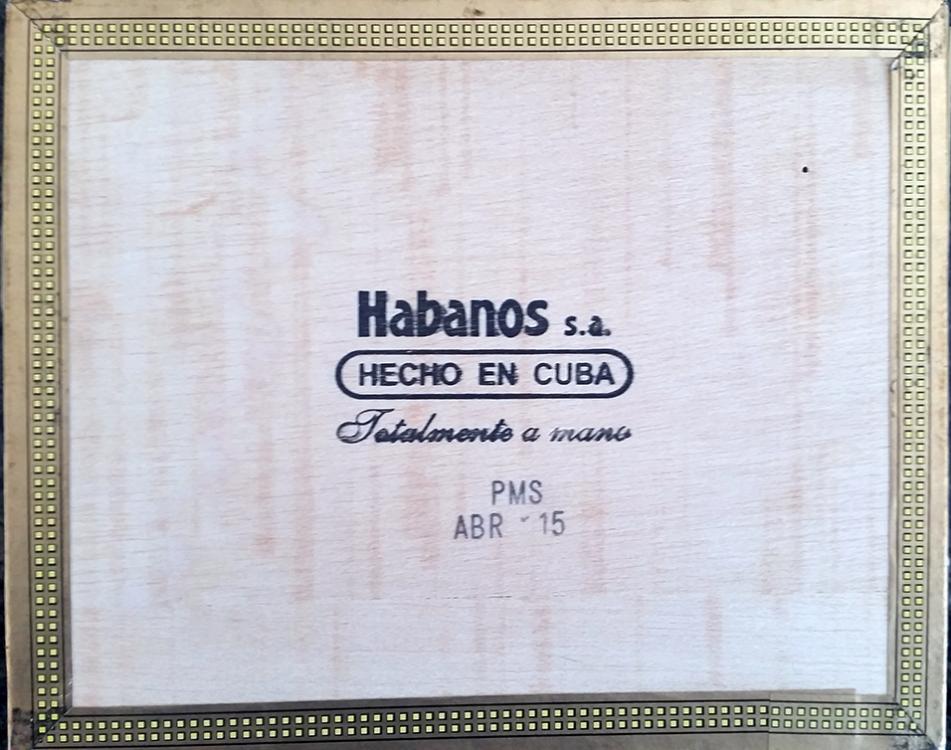 Habanos s.a.
HECHO EN CUBA
Totalmente a mano
PMS
ABR 15